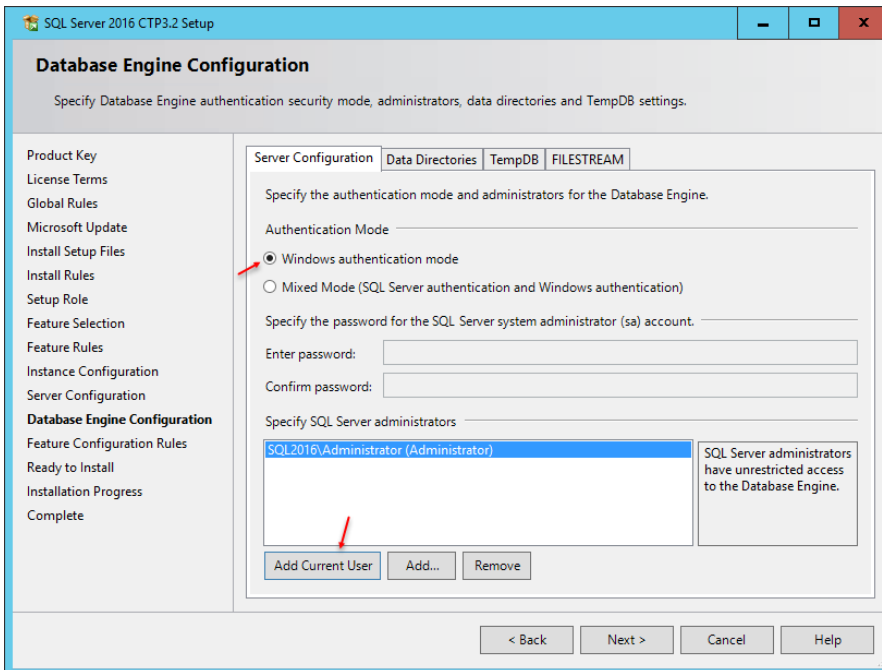 SQL Server 2016 CTP3.2 Setup
Database Engine Configuration
Specify Database Engine authentication security mode, administrators, data directories and TempDB settings.
Product Key
License Terms
Global Rules
Microsoft Update
Install Setup Files
Install Rules
Setup Role
Feature Selection
Feature Rules
Instance Configuration
Server Configuration
Database Engine Configuration
Feature Configuration Rules
Ready to Install
Installation Progress
Complete
Server Configuration Data Directories TempDB FILESTREAM
Specify the authentication mode and administrators for the Database Engine.
Authentication Mode
Windows authentication mode
Mixed Mode (SQL Server authentication and Windows authentication)
Specify the password for the SQL Server system administrator (sa) account.
Enter password:
Confirm password:
Specify SQL Server administrators
SQL2016\Administrator (Administrator)
SQL Server administrators
have unrestricted access
to the Database Engine.
Add Current User Add... Remove
< Back Next > Cancel Help